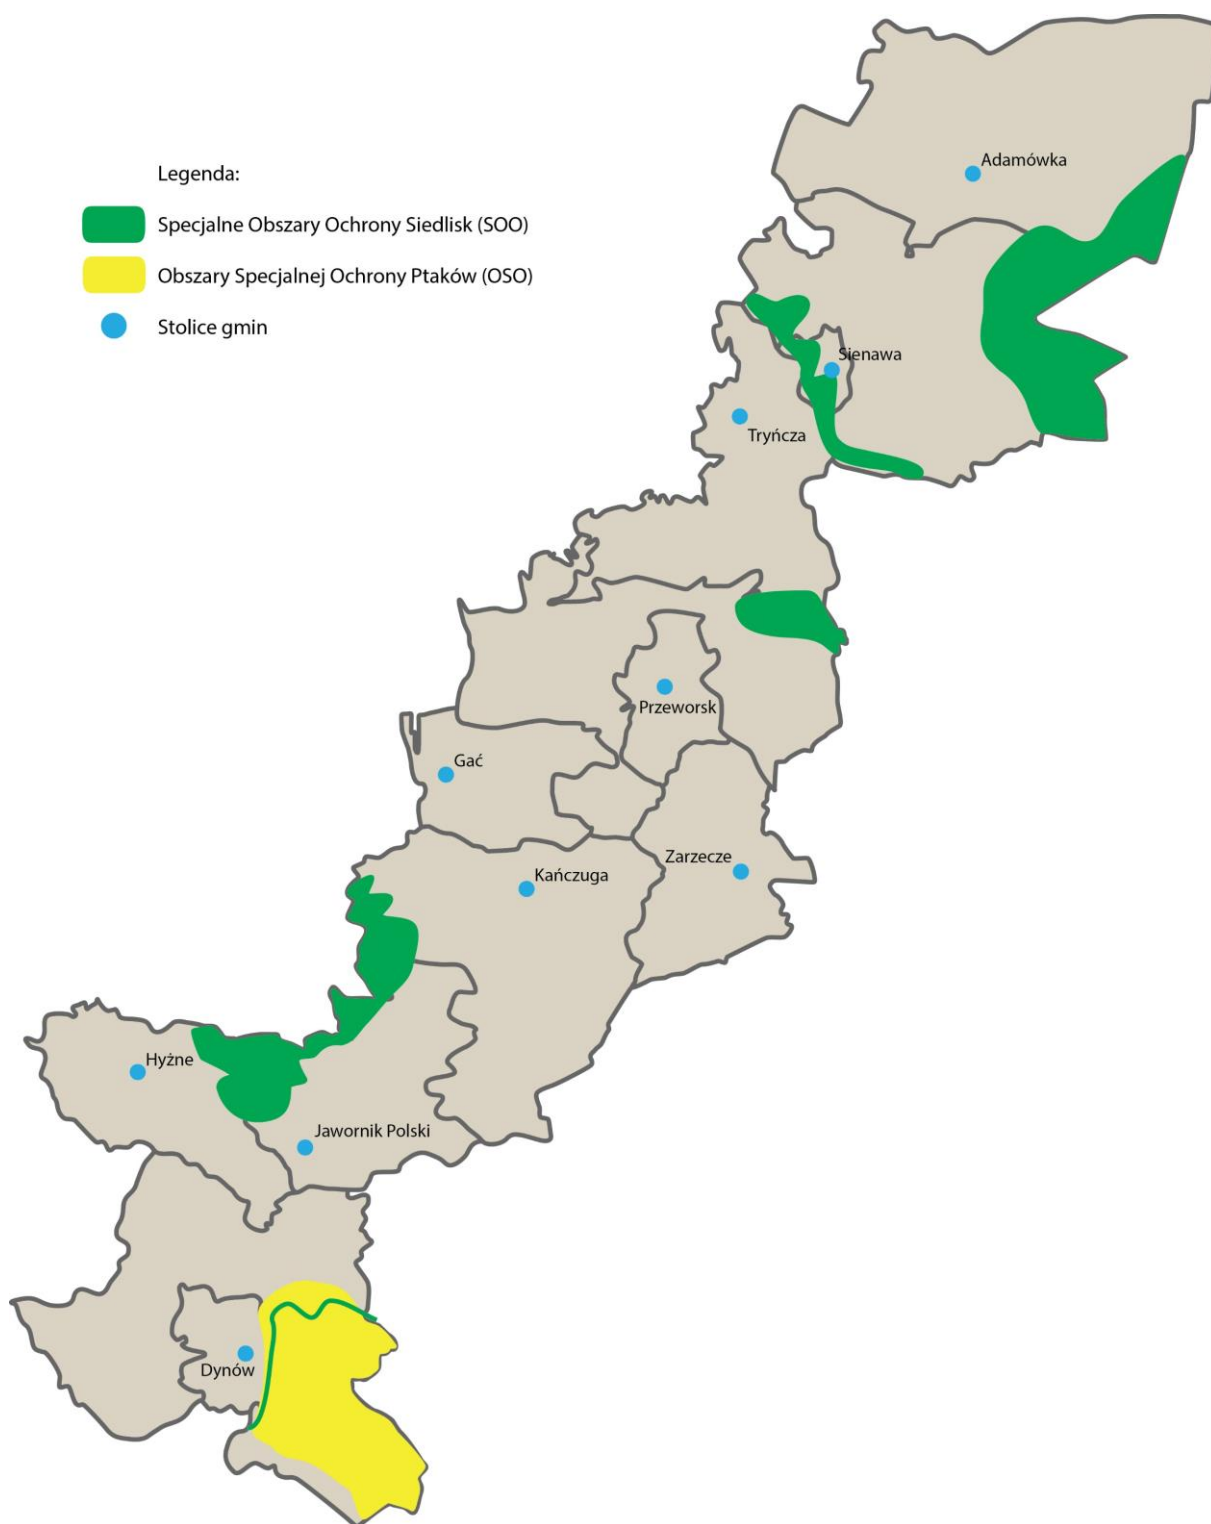 Legenda:
Specjalne Obszary Ochrony Siedlisk (SOO)
Obszary Specjalnej Ochrony Ptaków (OSO)
Stolice gmin
Adamówka
Sienawa
Tryńcza
Przeworsk
Gać
Zarzecze
Kańczuga
Hyżne
Jawornik Polski
Dynów